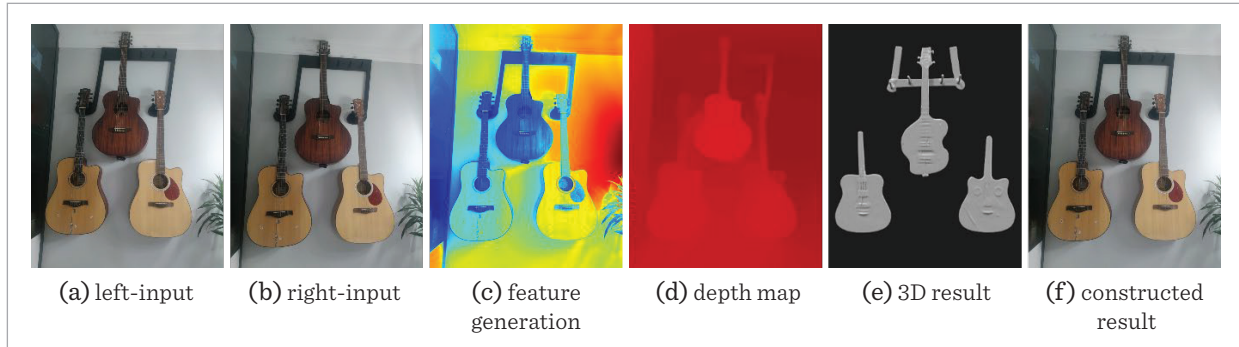 (a) left-input
(b) right-input
(c) feature
generation
(d) depth map
(e) 3D result
(f) constructed
result